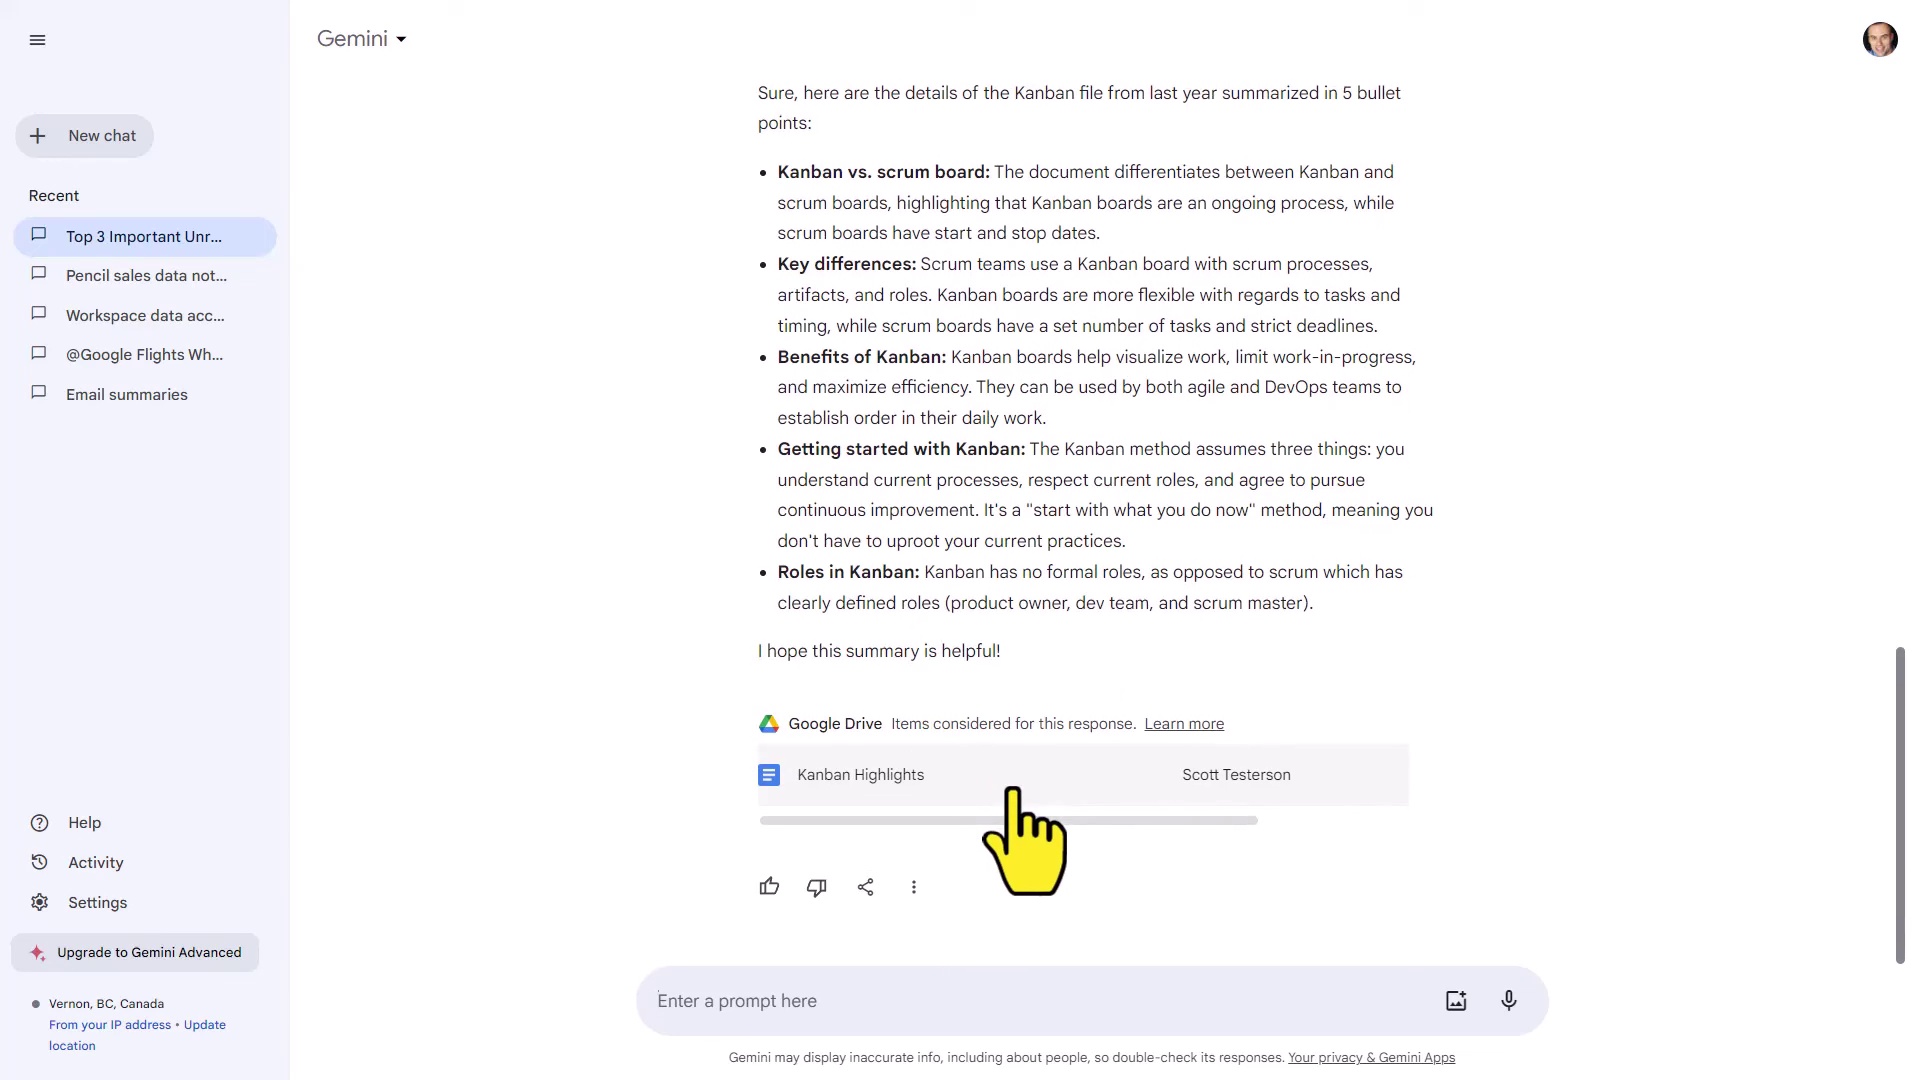 Gemini
New chat
Recent
Top 3 Important Unr...
Pencil sales data not...
Workspace data acc...
@Google Flights Wh...
Email summaries
Help
Activity
Settings
Upgrade to Gemini Advanced
Vernon, BC, Canada
From your IP address • Update
location
Sure, here are the details of the Kanban file from last year summarized in 5 bullet
points:
• Kanban vs. scrum board: The document differentiates between Kanban and
scrum boards, highlighting that Kanban boards are an ongoing process, while
scrum boards have start and stop dates.
• Key differences: Scrum teams use a Kanban board with scrum processes,
artifacts, and roles. Kanban boards are more flexible with regards to tasks and
timing, while scrum boards have a set number of tasks and strict deadlines.
• Benefits of Kanban: Kanban boards help visualize work, limit work-in-progress,
and maximize efficiency. They can be used by both agile and DevOps teams to
establish order in their daily work.
• Getting started with Kanban: The Kanban method assumes three things: you
understand current processes, respect current roles, and agree to pursue
continuous improvement. It's a "start with what you do now" method, meaning you
don't have to uproot your current practices.
• Roles in Kanban: Kanban has no formal roles, as opposed to scrum which has
clearly defined roles (product owner, dev team, and scrum master).
I hope this summary is helpful!
Google Drive Items considered for this response. Learn more
Kanban Highlights Scott Testerson
Enter a prompt here
Gemini may display inaccurate info, including about people, so double-check its responses. Your privacy & Gemini Apps